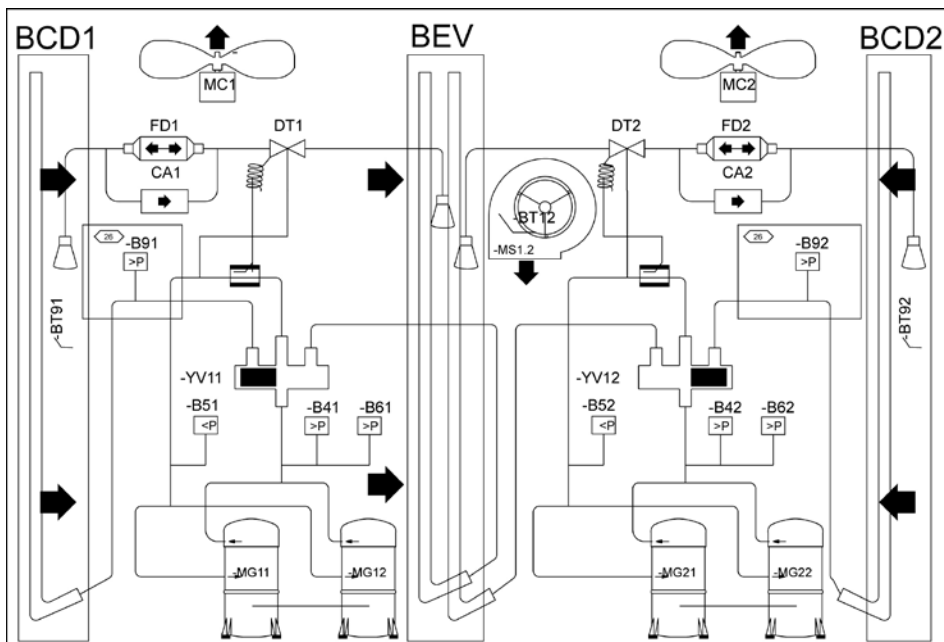 BCD1
BEV
BCD2
MC1
MC2
FD1
DT1
DT2
FD2
CA1
CA2
-BT12
-MS1.2
26
-B91
>P
26
-B92
>P
-BT91
-BT92
-YV11
-YV12
-B51
<P
-B41
>P
-B61
>P
-B52
<P
-B42
>P
-B62
>P
-MG11
-MG12
-MG21
-MG22